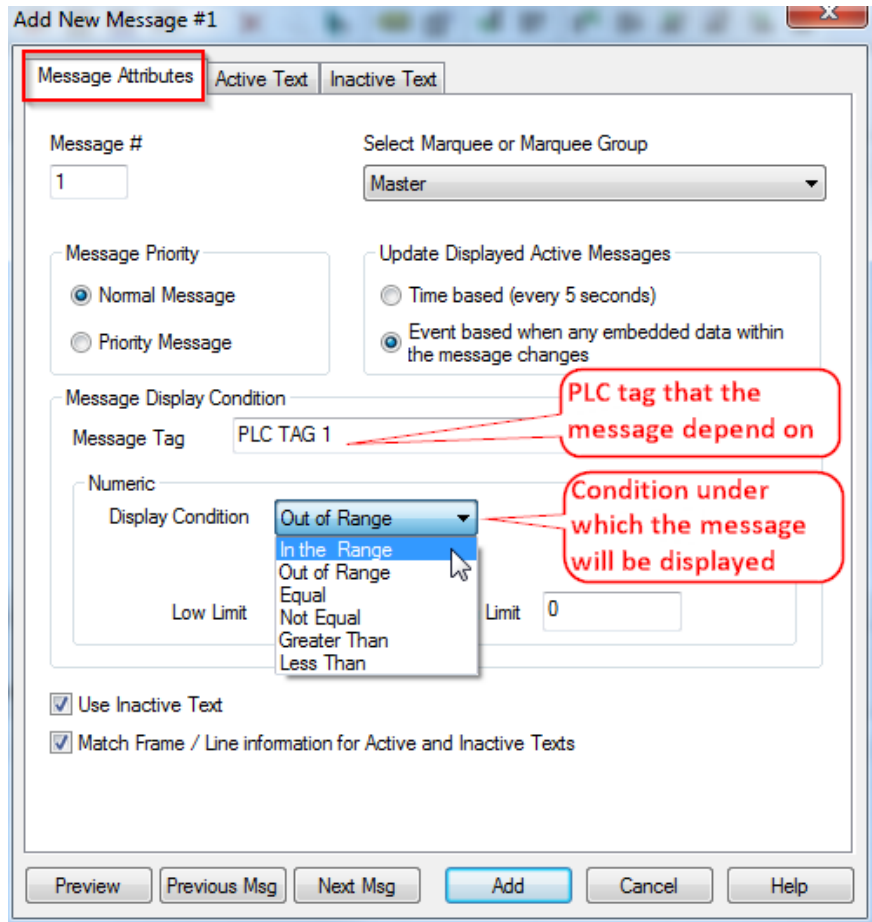 Add New Message #1
Message Attributes
Active Text
Inactive Text
Message #
Select Marquee or Marquee Group
1
Master
Message Priority
Update Displayed Active Messages
Normal Message
Time based (every 5 seconds)
Priority Message
Event based when any embedded data within
the message changes
Message Display Condition
PLC tag that the
message depend on
Message Tag
PLC TAG 1
Numeric
Condition under
which the message
will be displayed
Display Condition
Out of Range
In the Range
Out of Range
Equal
Not Equal
Greater Than
Less Than
Low Limit
Limit
0
Use Inactive Text
Match Frame / Line information for Active and Inactive Texts
Preview
Previous Msg
Next Msg
Add
Cancel
Help